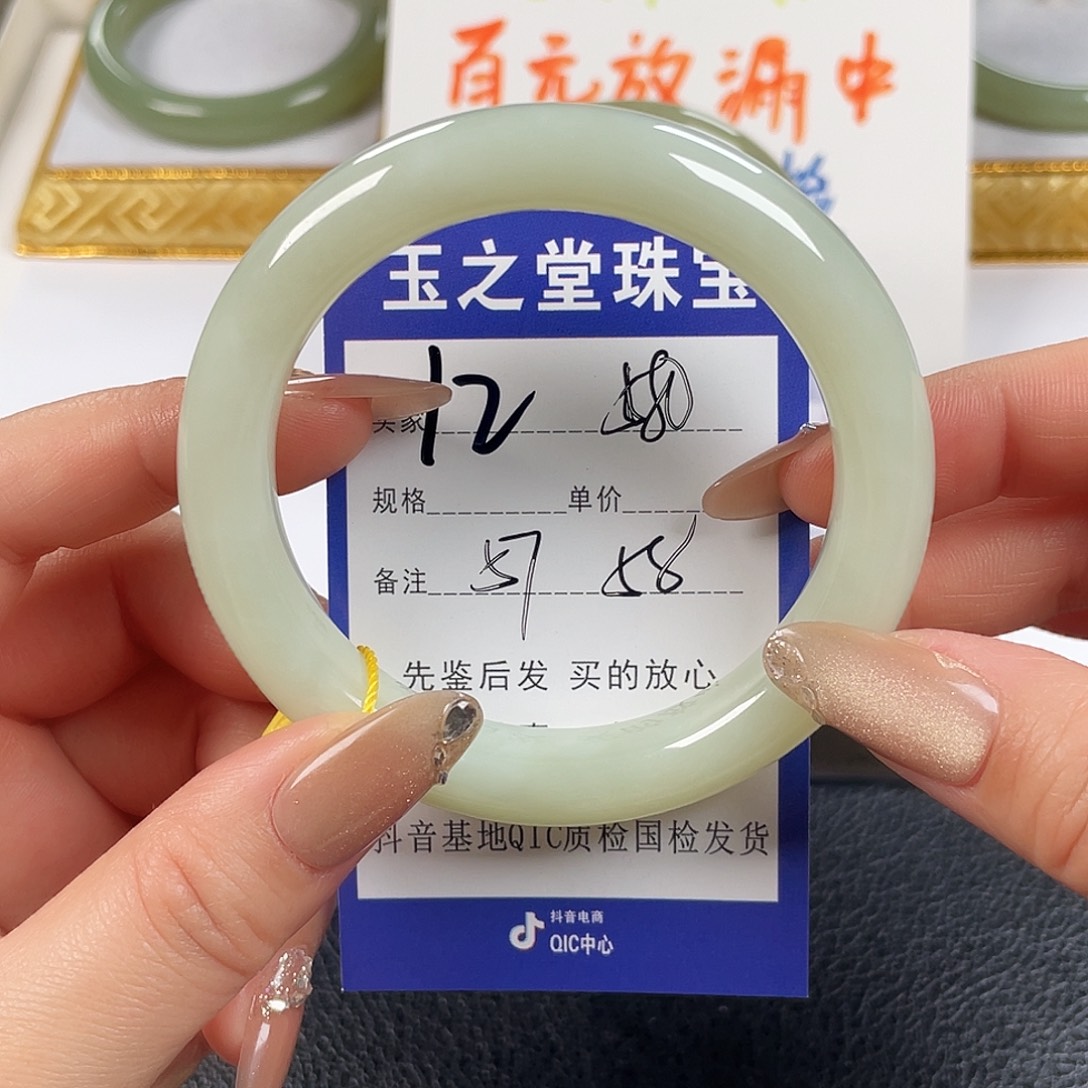 百元放漏中
玉之堂珠宝
卖家 12
规格 单价
备注 57 58
先鉴后发 买的放心
抖音基地QIC质检国检发货
抖音电商
QIC中心